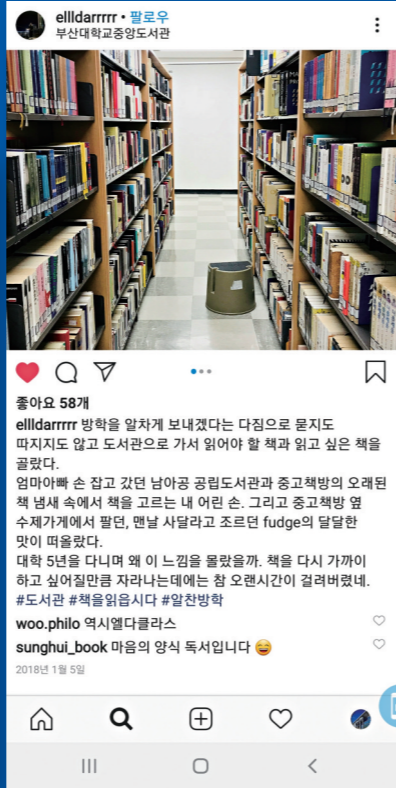 ellldarrrrr • 팔로우
부산대학교중앙도서관
좋아요 58개
ellldarrrrr 방학을 알차게 보내겠다는 다짐으로 묻지도
따지지도 않고 도서관으로 가서 읽어야 할 책과 읽고 싶은 책을
골랐다.
엄마아빠 손 잡고 갔던 남아공 공립도서관과 중고책방의 오래된
책 냄새 속에서 책을 고르는 내 어린 손. 그리고 중고책방 옆
수제가게에서 팔던, 맨날 사달라고 조르던 fudge의 달달한
맛이 떠올랐다.
대학 5년을 다니며 왜 이 느낌을 몰랐을까. 책을 다시 가까이
하고 싶어질만큼 자라나는데에는 참 오랜시간이 걸려버렸네.
#도서관 #책을읽읍시다 #알찬방학
woo.philo 역시엘다클라스
sunghui_book 마음의 양식 독서입니다 😄
2018년 1월 5일